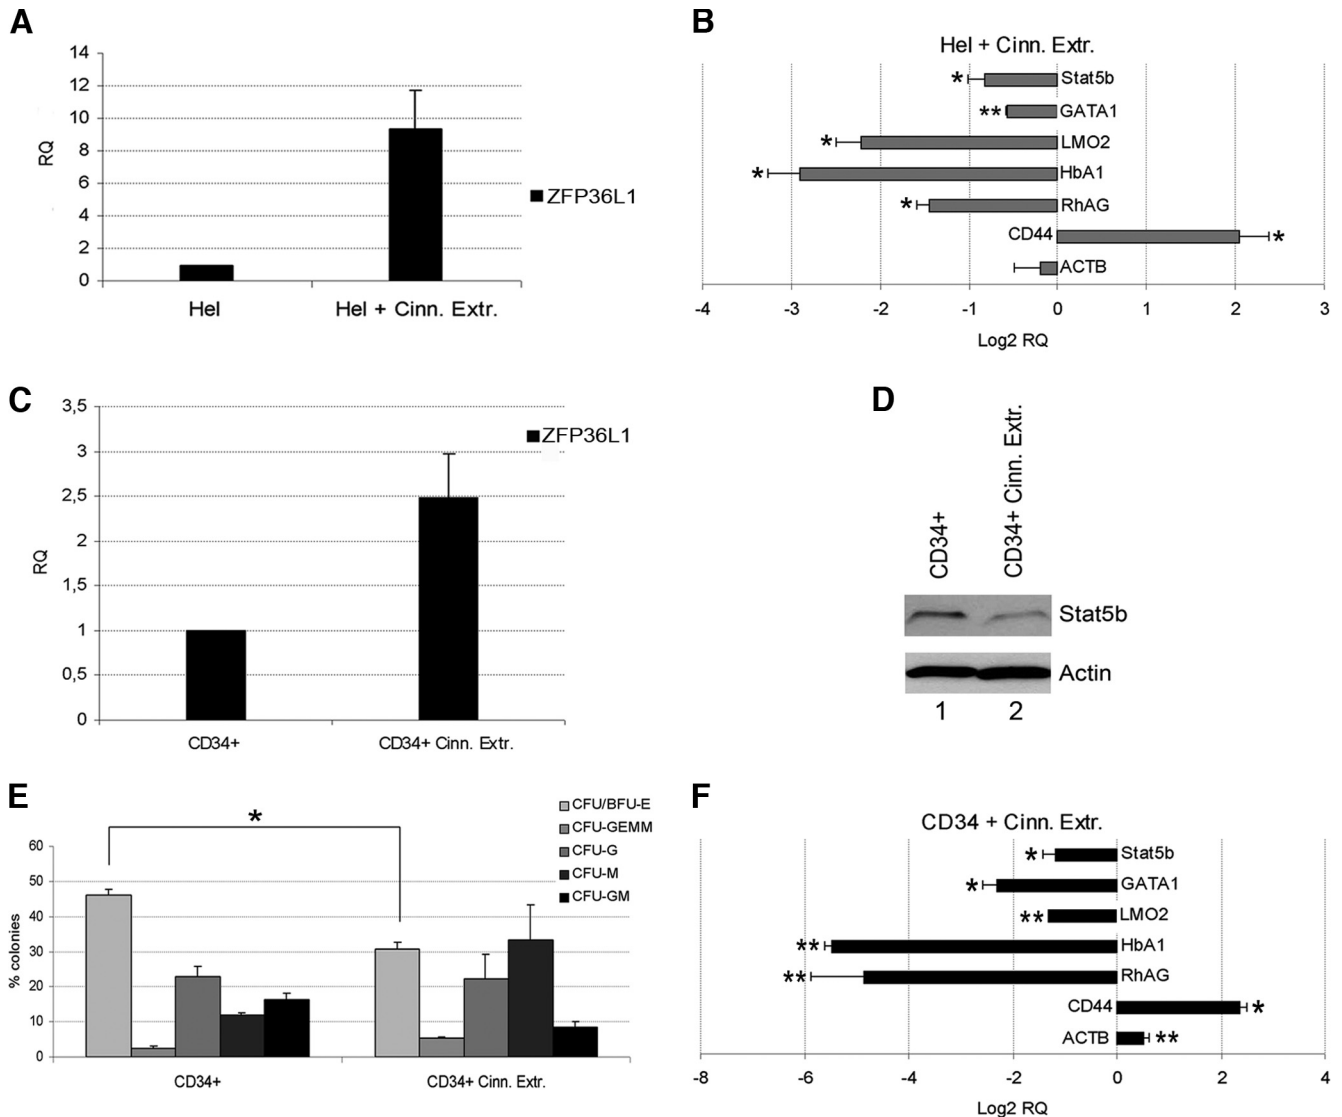 A
14
12
10
8
6
4
2
0
RQ
Hel
Hel + Cinn. Extr.
ZFP36L1
B
Hel + Cinn. Extr.
* Stat5b
** GATA1
* LMO2
* HbA1
* RhAG
CD44 *
ACTB
-4 -3 -2 -1 0 1 2 3
Log2 RQ
C
3,5
3
2,5
2
1,5
1
0,5
0
RQ
CD34+
CD34+ Cinn. Extr.
ZFP36L1
D
CD34+
CD34+ Cinn. Extr.
Stat5b
Actin
1 2
E
*
CFU/BFU-E
CFU-GEMM
CFU-G
CFU-M
CFU-GM
60
50
40
30
20
10
0
% colonies
CD34+
CD34+ Cinn. Extr.
F
CD34 + Cinn. Extr.
* Stat5b
* GATA1
** LMO2
** HbA1
** RhAG
CD44 *
ACTB **
-8 -6 -4 -2 0 2 4
Log2 RQ